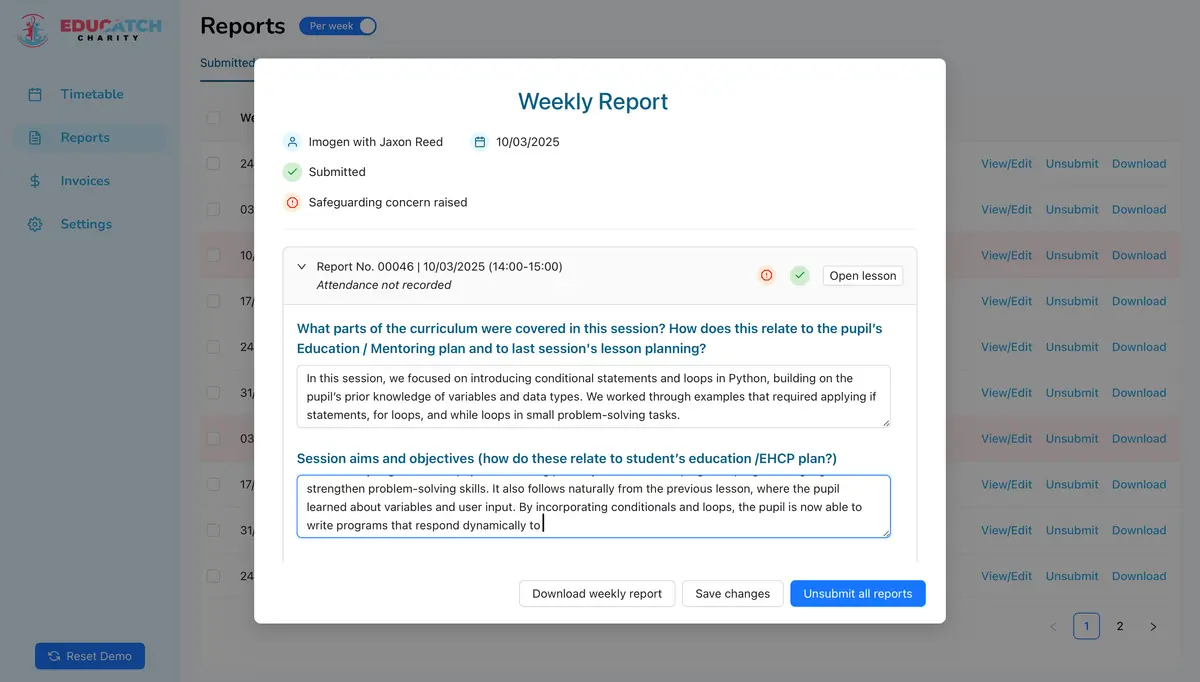 EDUCATCH
CHARITY
Reports
Per week
Submitted
Timetable
Reports
Invoices
Settings
We
24
View/Edit Unsubmit Download
03
View/Edit Unsubmit Download
10/
View/Edit Unsubmit Download
17/
View/Edit Unsubmit Download
24
View/Edit Unsubmit Download
31/
View/Edit Unsubmit Download
03
View/Edit Unsubmit Download
17/
View/Edit Unsubmit Download
31/
View/Edit Unsubmit Download
24
View/Edit Unsubmit Download
< 1 2 >
Reset Demo
Weekly Report
Imogen with Jaxon Reed 10/03/2025
Submitted
Safeguarding concern raised
Report No. 00046 | 10/03/2025 (14:00-15:00)
Attendance not recorded
Open lesson
What parts of the curriculum were covered in this session? How does this relate to the pupil’s
Education / Mentoring plan and to last session's lesson planning?
In this session, we focused on introducing conditional statements and loops in Python, building on the
pupil’s prior knowledge of variables and data types. We worked through examples that required applying if
statements, for loops, and while loops in small problem-solving tasks.
Session aims and objectives (how do these relate to student’s education /EHCP plan?)
strengthen problem-solving skills. It also follows naturally from the previous lesson, where the pupil
learned about variables and user input. By incorporating conditionals and loops, the pupil is now able to
write programs that respond dynamically to
Download weekly report Save changes Unsubmit all reports